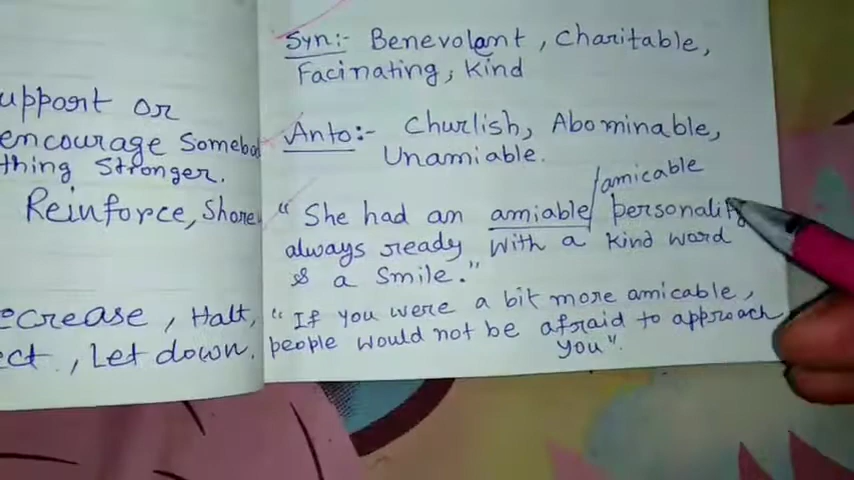 upport or
encourage Somebo
thing Stronger.
Reinforce, Shore
ecrease, Halt,
ect, Let down.
Syn:- Benevolent, Charitable,
Facinating, Kind
Anto:- Churlish, Abominable,
Unamiable.
/amicable
"She had an amiable/ personality
always ready with a kind word
& a Smile."
"If you were a bit more amicable,
people would not be afraid to approach
you".